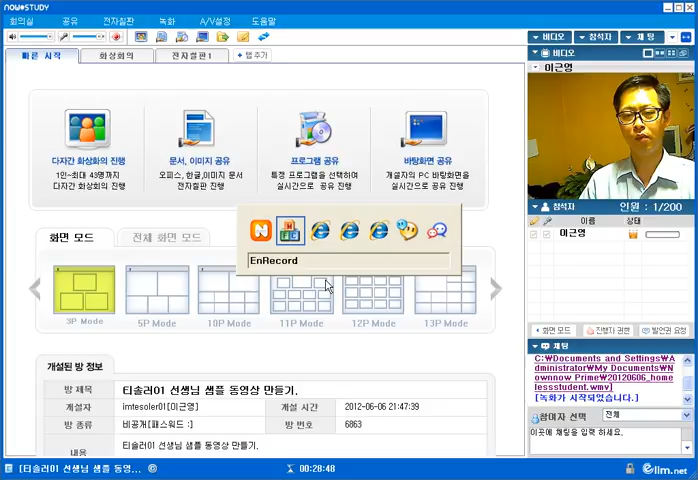 NOW●STUDY
회의실 공유 전자칠판 녹화 A/V설정 도움말
빠른 시작 화상회의 전자칠판1 + 탭추가
다자간 화상회의 진행
1인~최대 43명까지
다자간 화상회의 진행
문서, 이미지 공유
오피스, 한글,이미지 문서
전자칠판 진행
프로그램 공유
특정 프로그램을 선택하여
실시간으로 공유 진행
바탕화면 공유
개설자의 PC 바탕화면을
실시간으로 공유 진행
EnRecord
화면 모드 전체 화면 모드
3P Mode 5P Mode 10P Mode 11P Mode 12P Mode 13P Mode
개설된 방 정보
방 제목 티솔러01 선생님 샘플 동영상 만들기.
개설자 imtesoler01[이근영] 개설 시간 2012-06-06 21:47:39
방 종류 비공개[패스워드 :] 방 번호 6863
내용 티솔러01 선생님 샘플 동영상 만들기.
비디오 참석자 채팅
비디오
이근영
참석자 인원 : 1/200
이름 상태
이근영
화면 모드 진행자 권한 발언권 요청
채팅
C:\Documents and Settings\A
dministrator\My Documents\N
ownnow Prime\20120606_home
lessstudent.wmv]
[녹화가 시작되었습니다.]
참여자 선택 전체
이곳에 채팅을 입력 하세요.
[티솔러01 선생님 샘플 동영... 00:28:48 elim.net